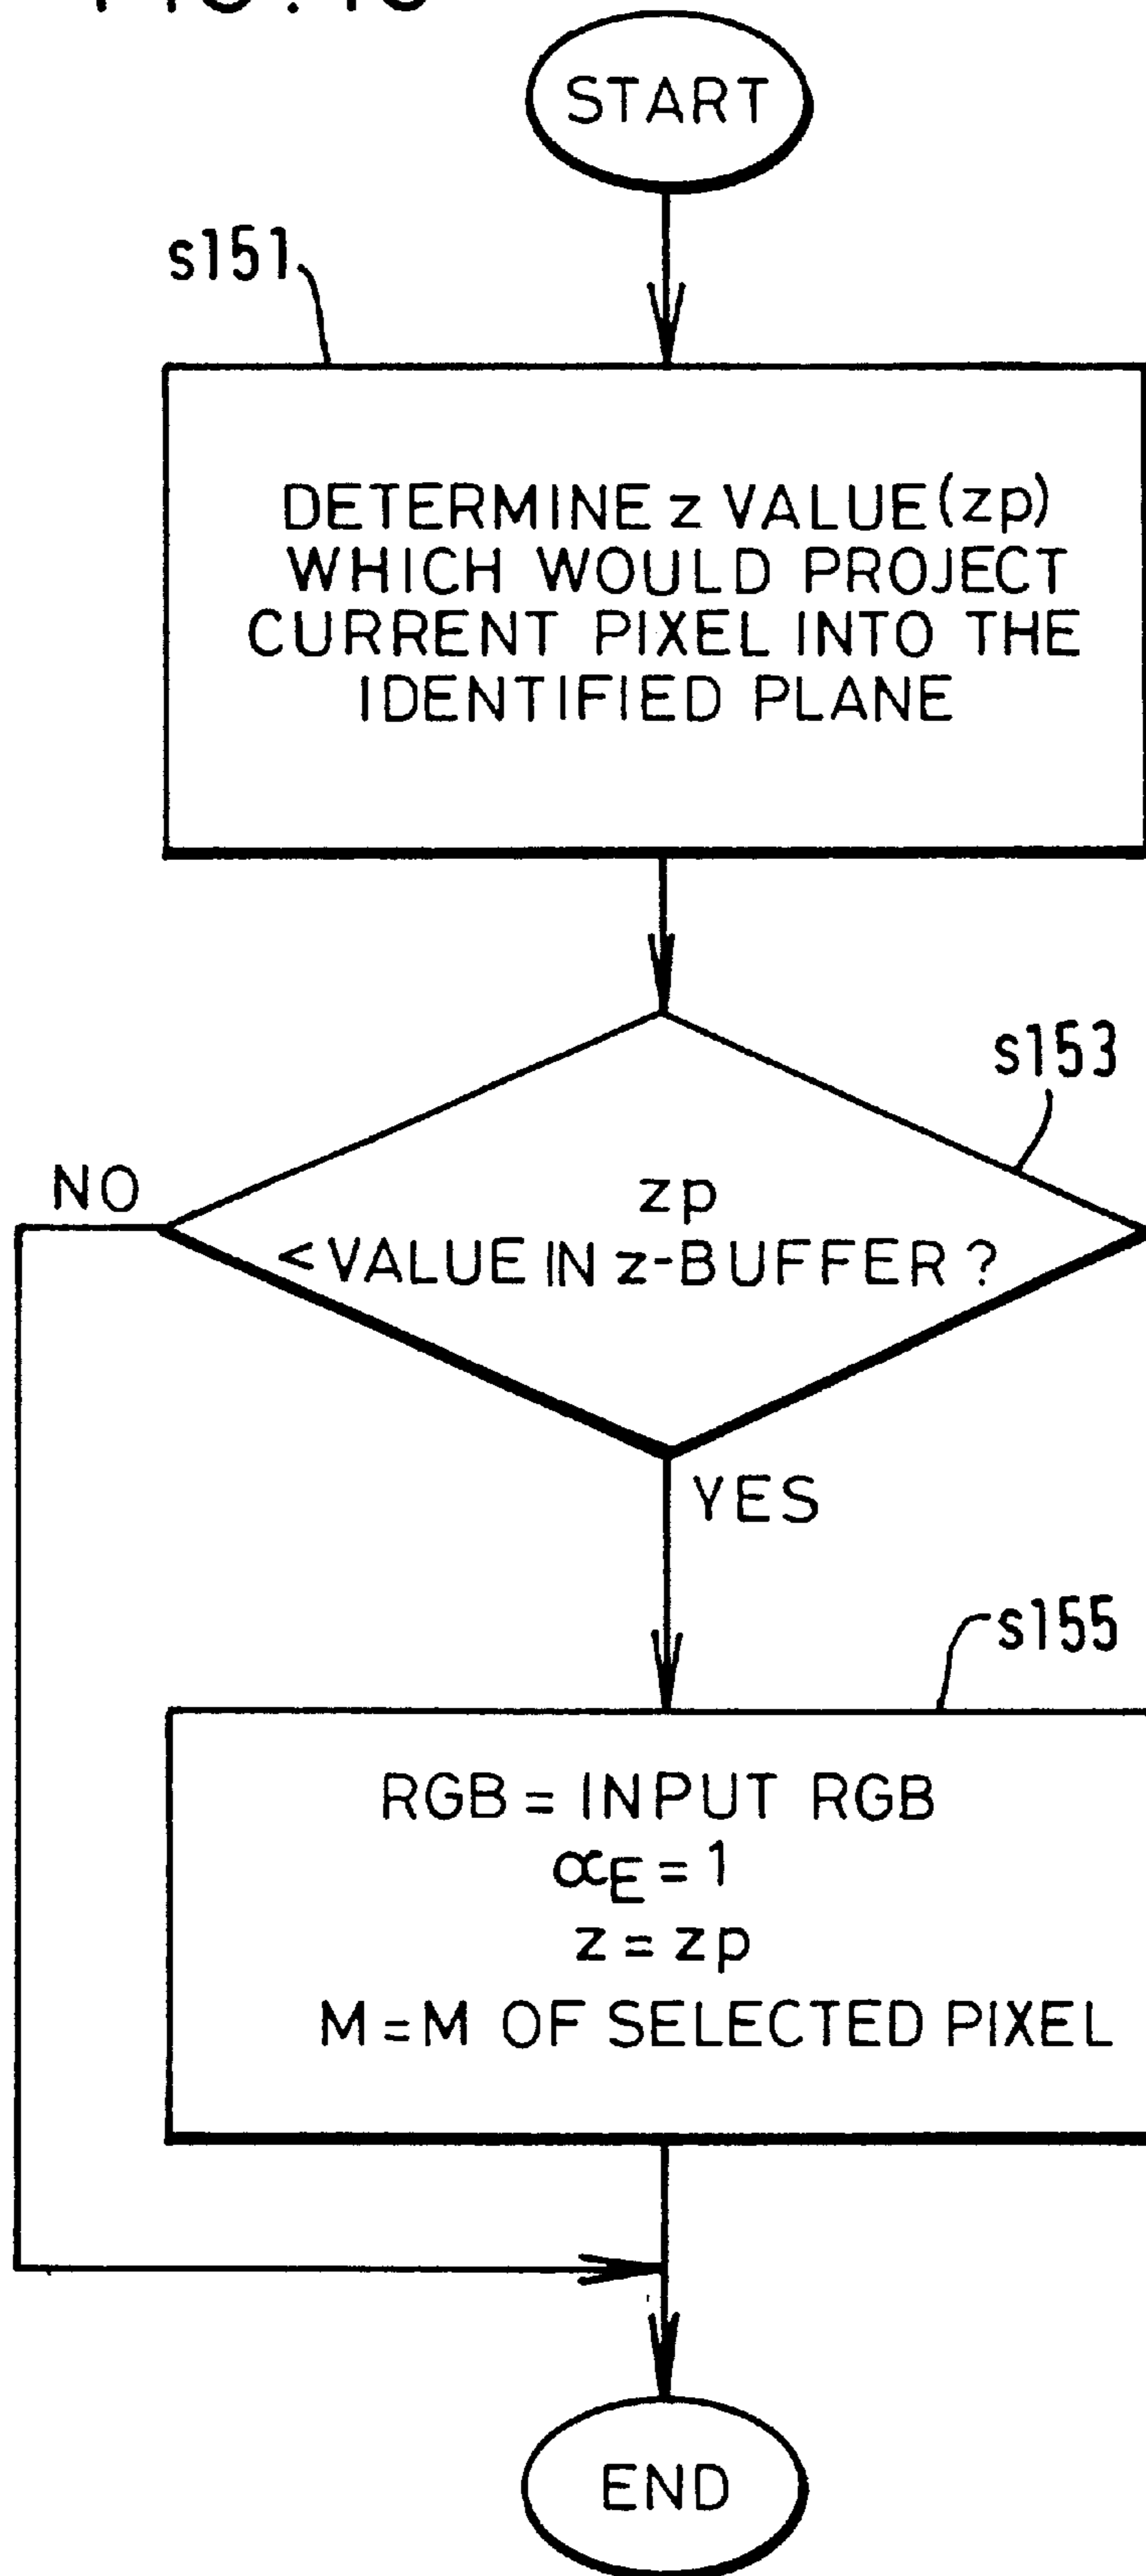 START
s151
DETERMINE z VALUE(zp)
WHICH WOULD PROJECT
CURRENT PIXEL INTO THE
IDENTIFIED PLANE
s153
NO
zp
<VALUE IN z-BUFFER ?
YES
s155
RGB = INPUT RGB
αE = 1
z = zp
M = M OF SELECTED PIXEL
END